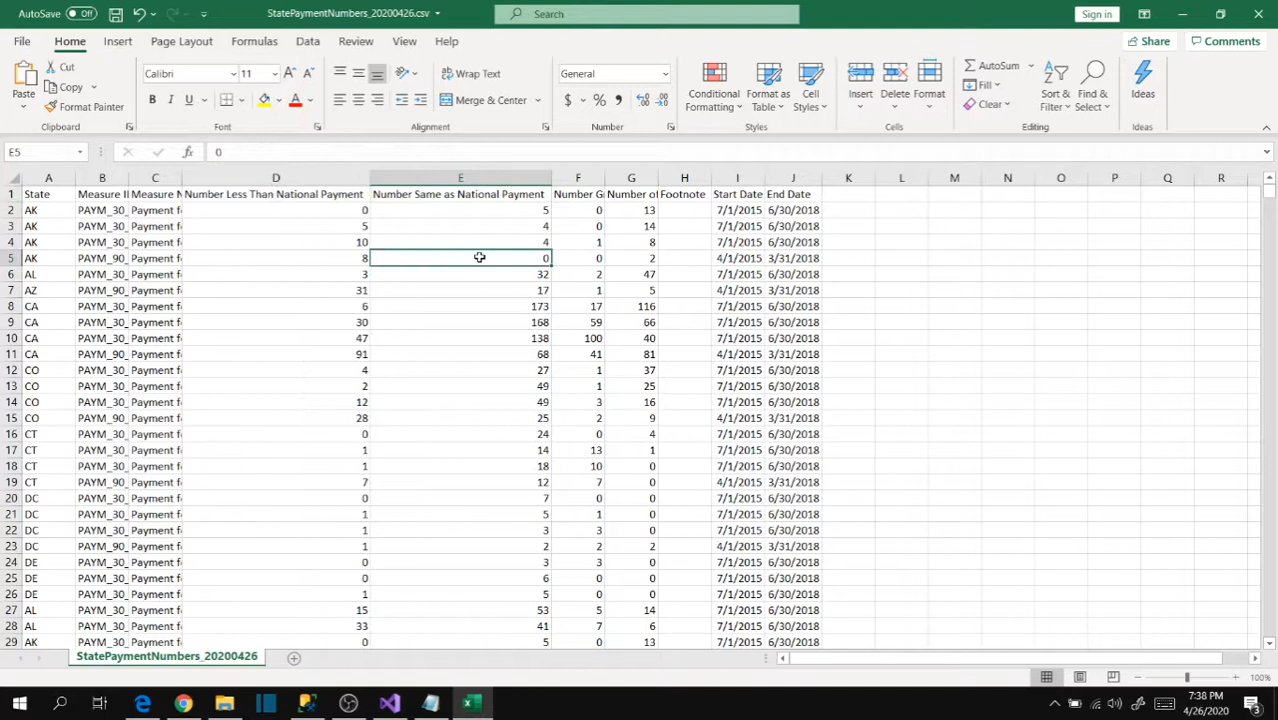 AutoSave Off StatePaymentNumbers_20200426.csv Search Sign in
File Home Insert Page Layout Formulas Data Review View Help Share Comments
Paste Cut Copy Format Painter Calibri 11 B I U A Wrap Text Merge & Center General $ % Conditional Formatting Format as Table Cell Styles Insert Delete Format AutoSum Fill Clear Sort & Filter Find & Select Ideas
Clipboard Font Alignment Number Styles Cells Editing Ideas
E5 fx 0
A B C D E F G H I J K L M N O P Q R
1 State Measure I Measure N Number Less Than National Payment Number Same as National Payment Number G Number of Footnote Start Date End Date
2 AK PAYM_30_ Payment f 0 5 0 13 7/1/2015 6/30/2018
3 AK PAYM_30_ Payment f 5 4 0 14 7/1/2015 6/30/2018
4 AK PAYM_30_ Payment f 10 4 1 8 7/1/2015 6/30/2018
5 AK PAYM_90_ Payment f 8 0 0 2 4/1/2015 3/31/2018
6 AL PAYM_30_ Payment f 3 32 2 47 7/1/2015 6/30/2018
7 AZ PAYM_90_ Payment f 31 17 1 5 4/1/2015 3/31/2018
8 CA PAYM_30_ Payment f 6 173 17 116 7/1/2015 6/30/2018
9 CA PAYM_30_ Payment f 30 168 59 66 7/1/2015 6/30/2018
10 CA PAYM_30_ Payment f 47 138 100 40 7/1/2015 6/30/2018
11 CA PAYM_90_ Payment f 91 68 41 81 4/1/2015 3/31/2018
12 CO PAYM_30_ Payment f 4 27 1 37 7/1/2015 6/30/2018
13 CO PAYM_30_ Payment f 2 49 1 25 7/1/2015 6/30/2018
14 CO PAYM_30_ Payment f 12 49 3 16 7/1/2015 6/30/2018
15 CO PAYM_90_ Payment f 28 25 2 9 4/1/2015 3/31/2018
16 CT PAYM_30_ Payment f 0 24 0 4 7/1/2015 6/30/2018
17 CT PAYM_30_ Payment f 1 14 13 1 7/1/2015 6/30/2018
18 CT PAYM_30_ Payment f 1 18 10 0 7/1/2015 6/30/2018
19 CT PAYM_90_ Payment f 7 12 7 0 4/1/2015 3/31/2018
20 DC PAYM_30_ Payment f 0 7 0 0 7/1/2015 6/30/2018
21 DC PAYM_30_ Payment f 1 5 1 0 7/1/2015 6/30/2018
22 DC PAYM_30_ Payment f 1 3 3 0 7/1/2015 6/30/2018
23 DC PAYM_90_ Payment f 1 2 2 2 4/1/2015 3/31/2018
24 DE PAYM_30_ Payment f 0 3 3 0 7/1/2015 6/30/2018
25 DE PAYM_30_ Payment f 0 6 0 0 7/1/2015 6/30/2018
26 DE PAYM_30_ Payment f 1 5 0 0 7/1/2015 6/30/2018
27 AL PAYM_30_ Payment f 15 53 5 14 7/1/2015 6/30/2018
28 AL PAYM_30_ Payment f 33 41 7 6 7/1/2015 6/30/2018
29 AK PAYM_30_ Payment f 0 5 0 13 7/1/2015 6/30/2018
StatePaymentNumbers_20200426
100%
7:38 PM
4/26/2020
3